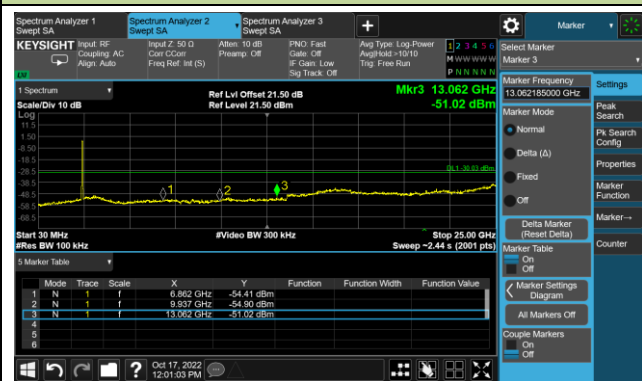 Spectrum Analyzer 1
Swept SA
Spectrum Analyzer 2
Swept SA
Spectrum Analyzer 3
Swept SA
+
Marker
KEYSIGHT
Input: RF
Coupling: AC
Align: Auto
Input Z: 50 Ω
Corr CCorr
Freq Ref: Int (S)
Atten: 10 dB
Preamp: Off
PNO: Fast
Gate: Off
IF Gain: Low
Sig Track: Off
Avg Type: Log-Power
Avg|Hold:>10/10
Trig: Free Run
1 2 3 4 5 6
M W W W W W
P N N N N N
Select Marker
Marker 3
1 Spectrum
Scale/Div 10 dB
Ref Lvl Offset 21.50 dB
Ref Level 21.50 dBm
Mkr3 13.062 GHz
-51.02 dBm
Log
11.5
1.50
-8.50
-18.5
-28.5
-38.5
-48.5
-58.5
-68.5
DL1 -30.03 dBm
1
2
3
Start 30 MHz
#Res BW 100 kHz
#Video BW 300 kHz
Stop 25.00 GHz
Sweep ~2.44 s (2001 pts)
5 Marker Table
Mode Trace Scale X Y Function Function Width Function Value
1 N 1 f 6.862 GHz -54.41 dBm
2 N 1 f 9.937 GHz -54.90 dBm
3 N 1 f 13.062 GHz -51.02 dBm
4
5
6
Marker Frequency
13.062185000 GHz
Marker Mode
Normal
Delta (Δ)
Fixed
Off
Delta Marker
(Reset Delta)
Marker Table
On
Off
Marker Settings
Diagram
All Markers Off
Couple Markers
On
Off
Settings
Peak
Search
Pk Search
Config
Properties
Marker
Function
Marker→
Counter
?
Oct 17, 2022
12:01:03 PM